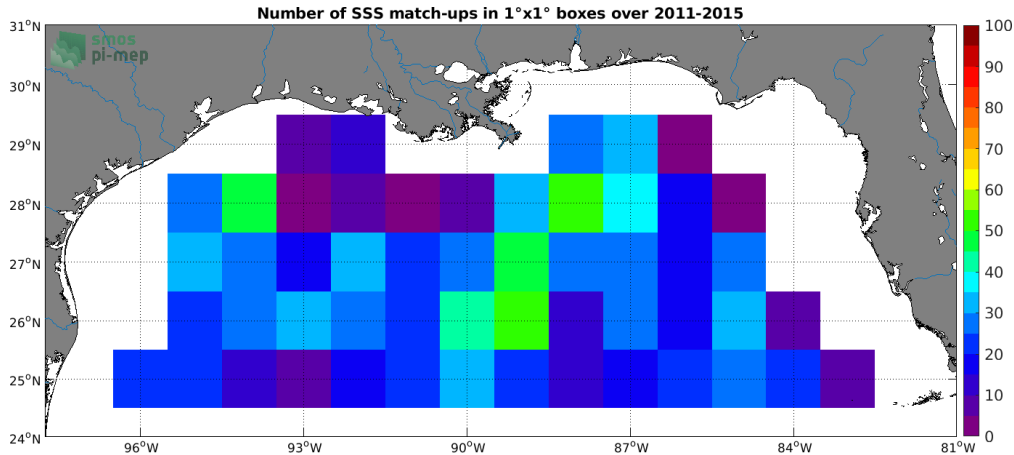 Number of SSS match-ups in 1°x1° boxes over 2011-2015
smos
pi-mep
31°N
30°N
29°N
28°N
27°N
26°N
25°N
24°N
96°W
93°W
90°W
87°W
84°W
81°W
100
90
80
70
60
50
40
30
20
10
0